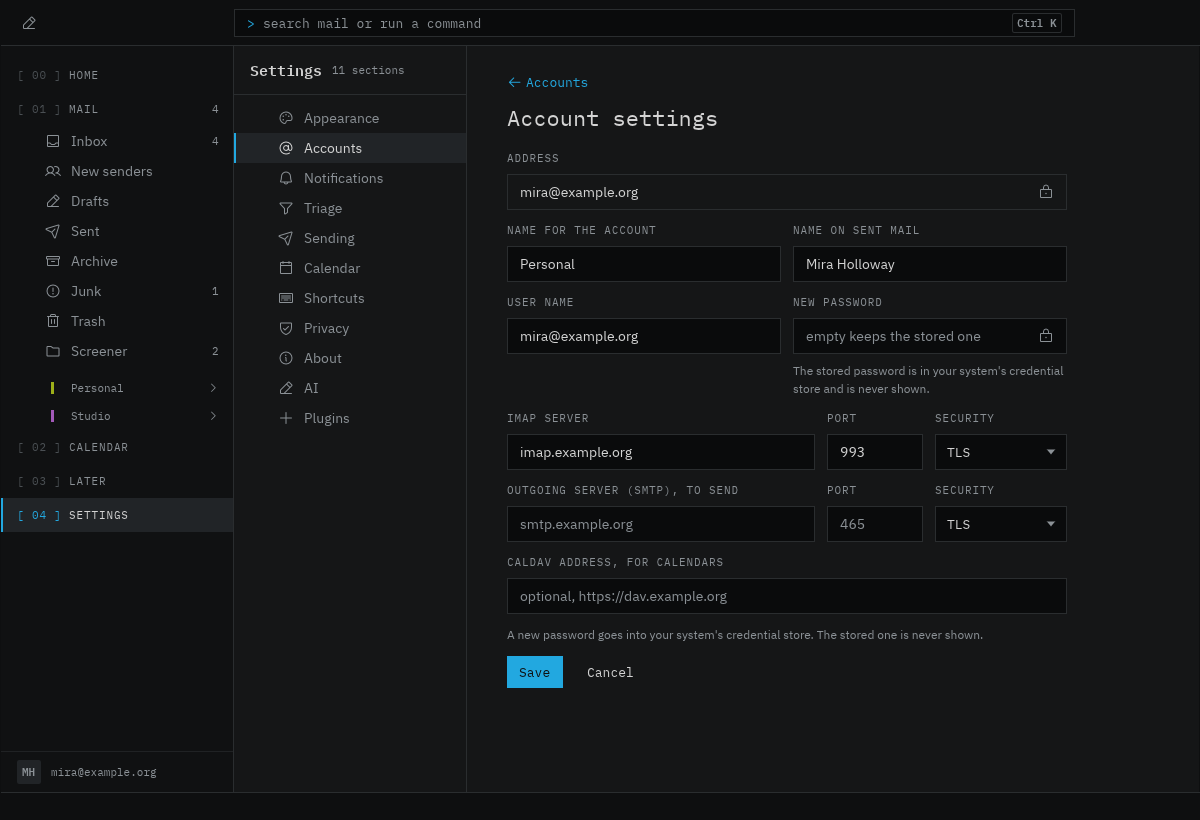 > search mail or run a command Ctrl K
[ 00 ] HOME
[ 01 ] MAIL 4
Inbox 4
New senders
Drafts
Sent
Archive
Junk 1
Trash
Screener 2
Personal
Studio
[ 02 ] CALENDAR
[ 03 ] LATER
[ 04 ] SETTINGS
MH mira@example.org
Settings 11 sections
Appearance
Accounts
Notifications
Triage
Sending
Calendar
Shortcuts
Privacy
About
AI
Plugins
← Accounts
Account settings
ADDRESS
mira@example.org
NAME FOR THE ACCOUNT NAME ON SENT MAIL
Personal Mira Holloway
USER NAME NEW PASSWORD
mira@example.org empty keeps the stored one
The stored password is in your system's credential
store and is never shown.
IMAP SERVER PORT SECURITY
imap.example.org 993 TLS
OUTGOING SERVER (SMTP), TO SEND PORT SECURITY
smtp.example.org 465 TLS
CALDAV ADDRESS, FOR CALENDARS
optional, https://dav.example.org
A new password goes into your system's credential store. The stored one is never shown.
Save Cancel